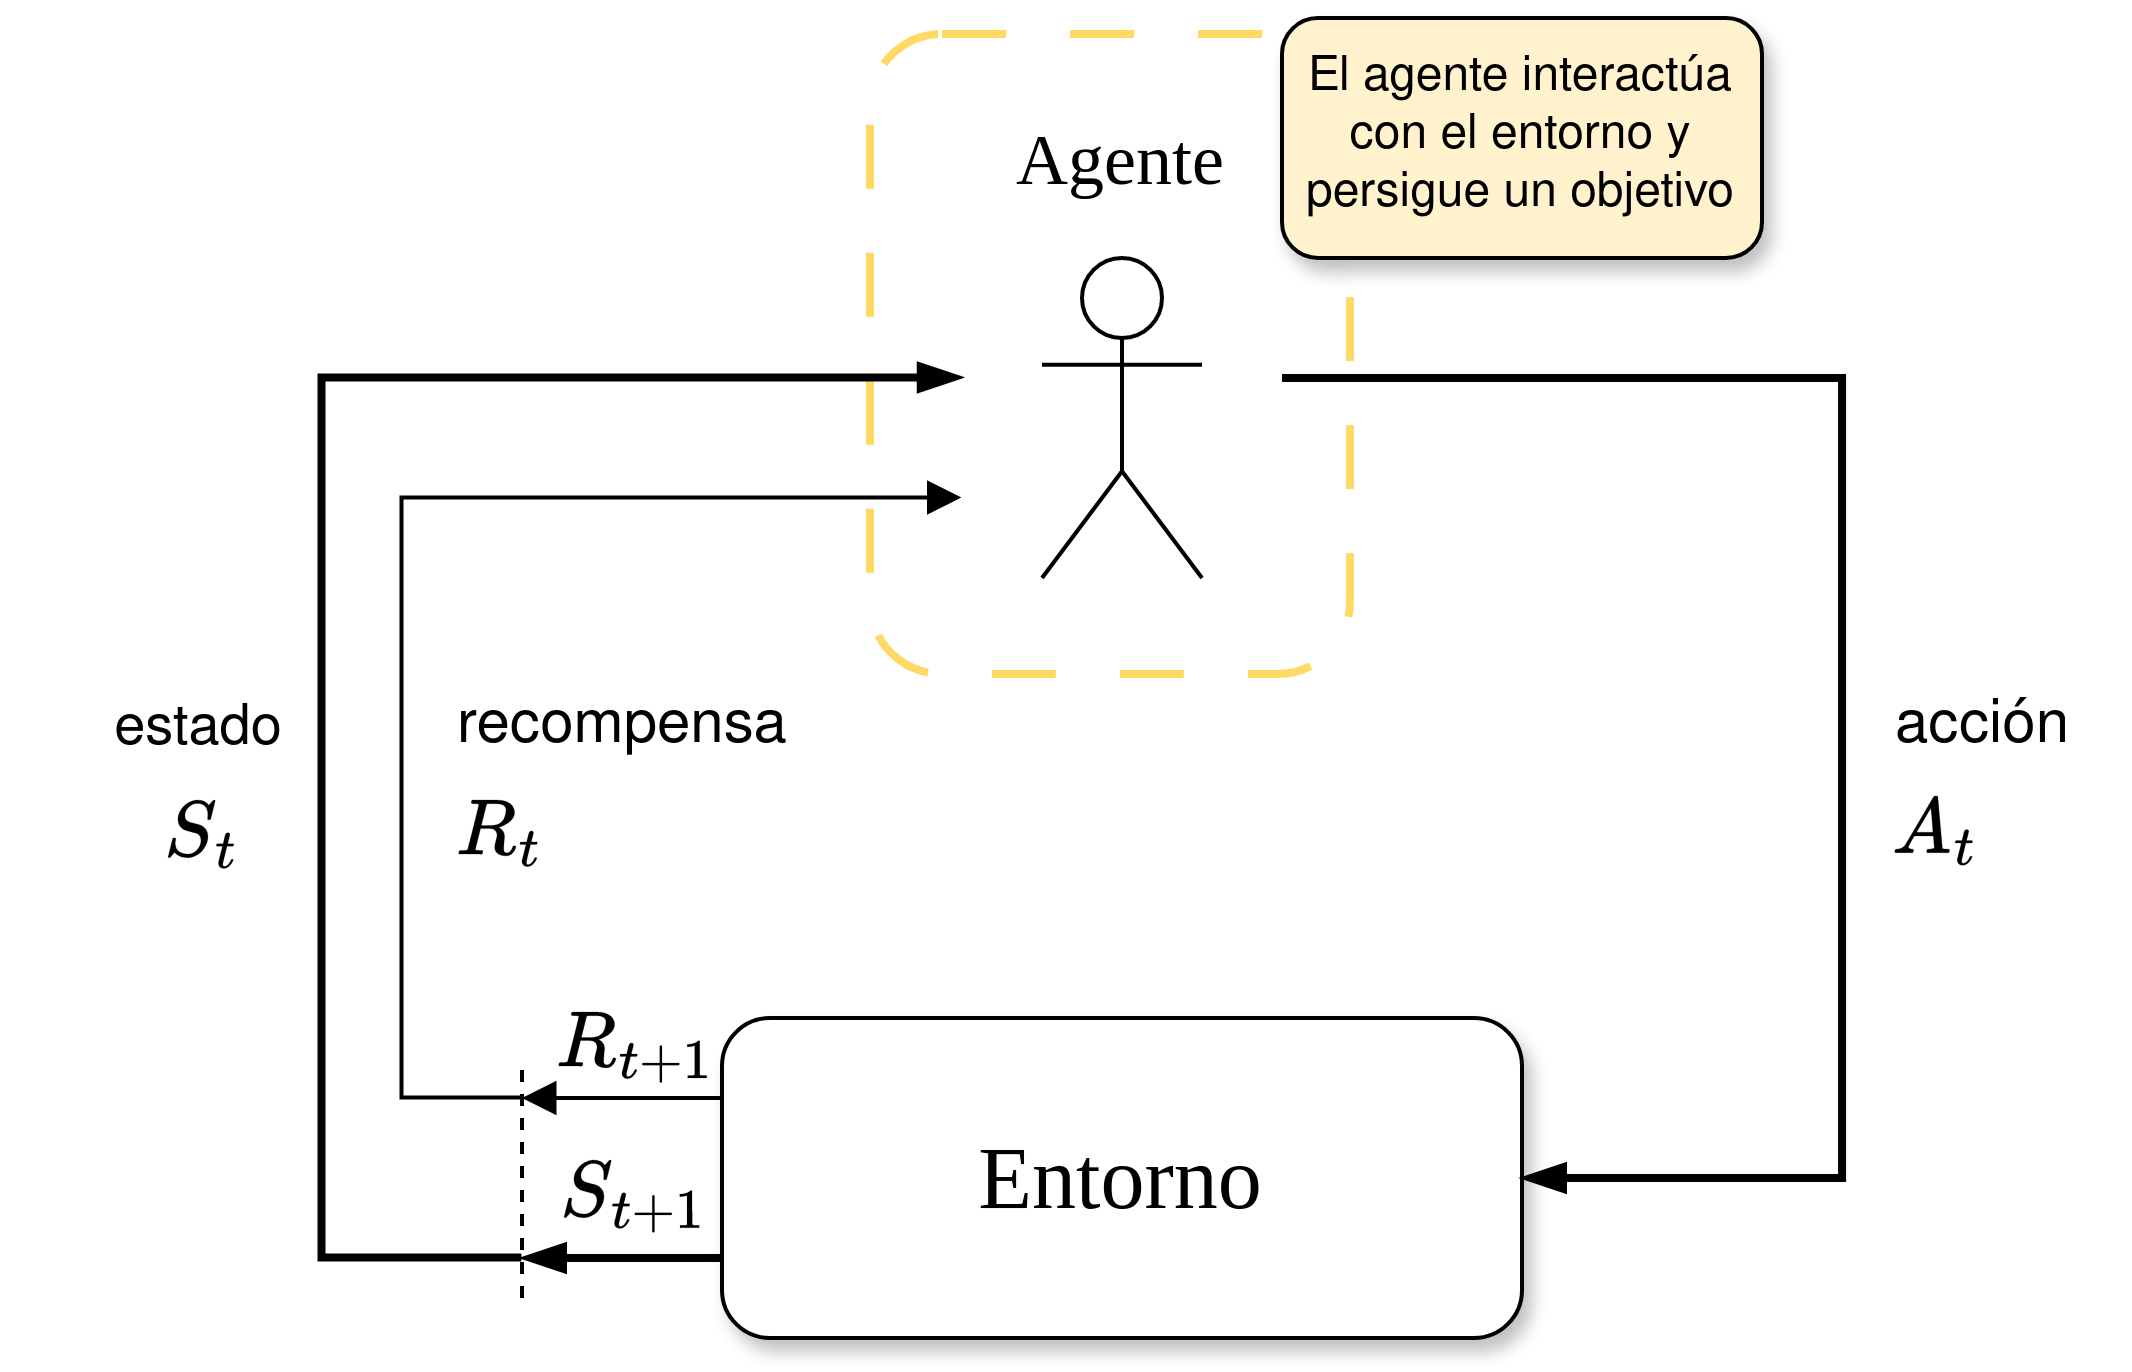 El agente interactúa
con el entorno y
persigue un objetivo
Agente
estado
recompensa
acción
S_t
R_t
A_t
R_{t+1}
S_{t+1}
Entorno